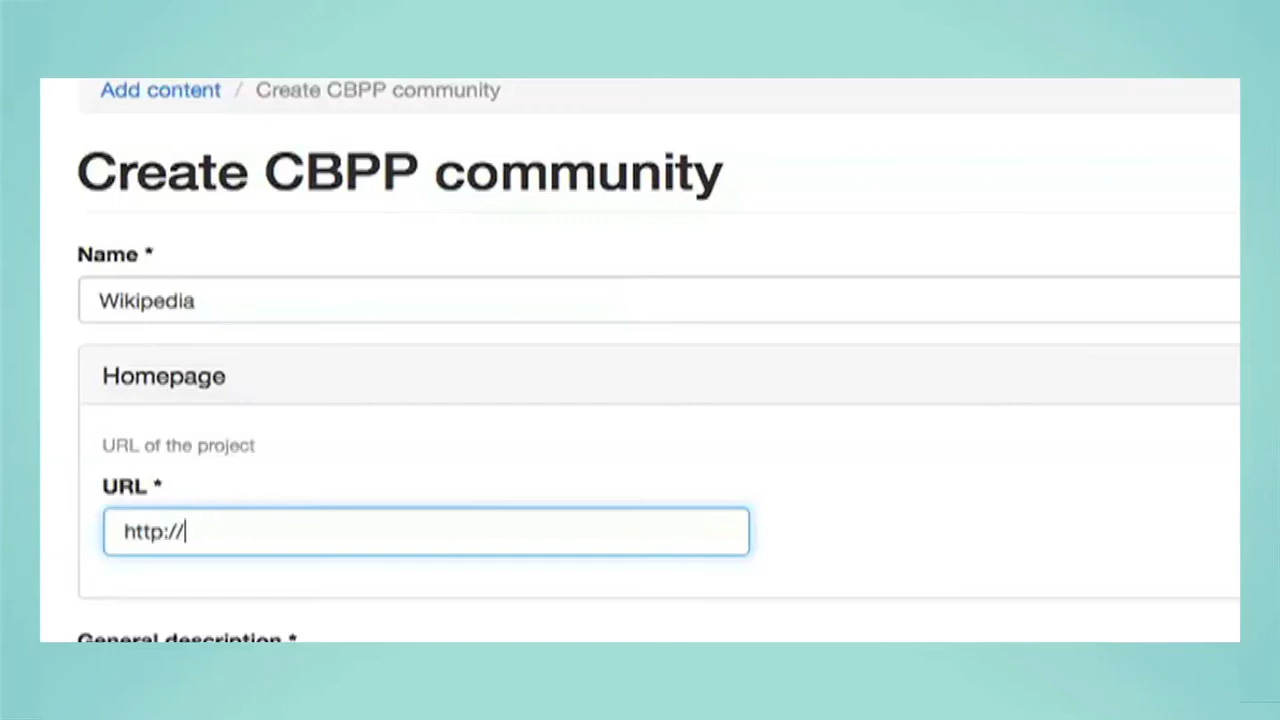 Add content / Create CBPP community
Create CBPP community
Name *
Wikipedia
Homepage
URL of the project
URL *
http://
General description *